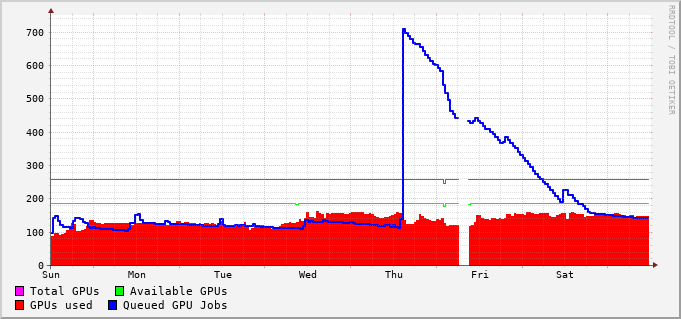 RRDTOOL / TOBI OETIKER
700
600
500
400
300
200
100
0
Sun Mon Tue Wed Thu Fri Sat
Total GPUs Available GPUs
GPUs used Queued GPU Jobs